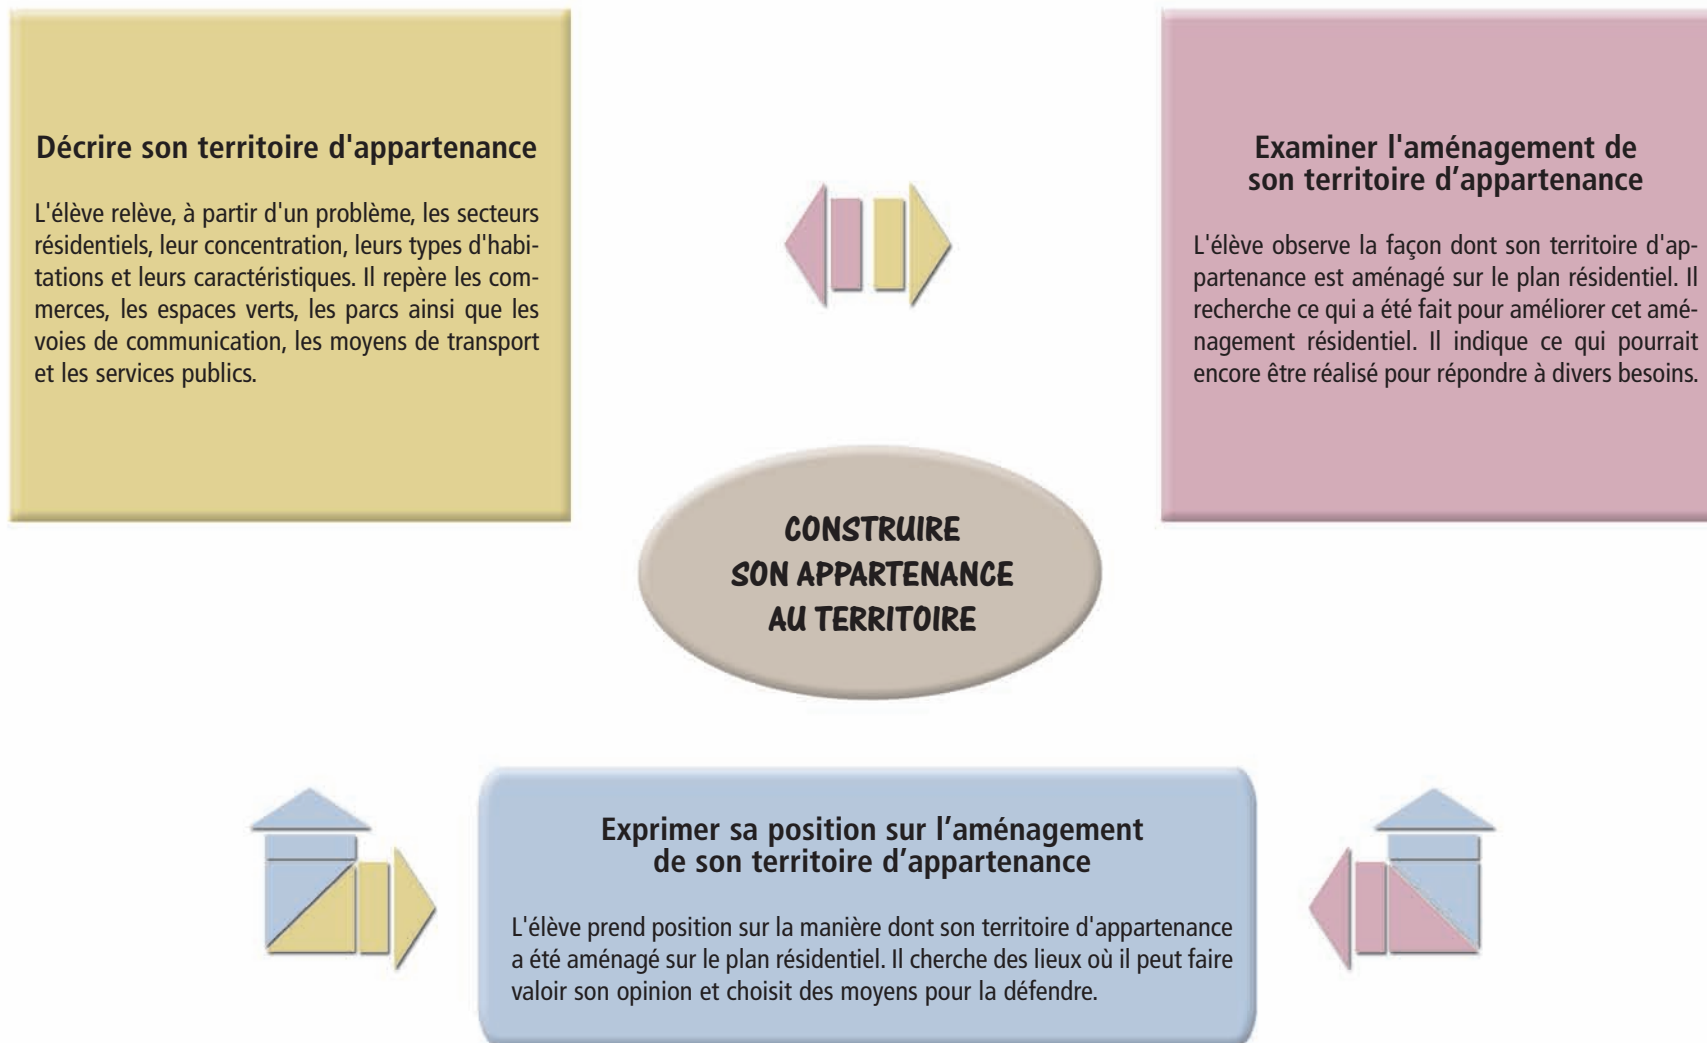 Décrire son territoire d'appartenance
L'élève relève, à partir d'un problème, les secteurs
résidentiels, leur concentration, leurs types d'habi-
tations et leurs caractéristiques. Il repère les com-
merces, les espaces verts, les parcs ainsi que les
voies de communication, les moyens de transport
et les services publics.
Examiner l'aménagement de
son territoire d’appartenance
L'élève observe la façon dont son territoire d'ap-
partenance est aménagé sur le plan résidentiel. Il
recherche ce qui a été fait pour améliorer cet amé-
nagement résidentiel. Il indique ce qui pourrait
encore être réalisé pour répondre à divers besoins.
CONSTRUIRE
SON APPARTENANCE
AU TERRITOIRE
Exprimer sa position sur l’aménagement
de son territoire d’appartenance
L'élève prend position sur la manière dont son territoire d'appartenance
a été aménagé sur le plan résidentiel. Il cherche des lieux où il peut faire
valoir son opinion et choisit des moyens pour la défendre.